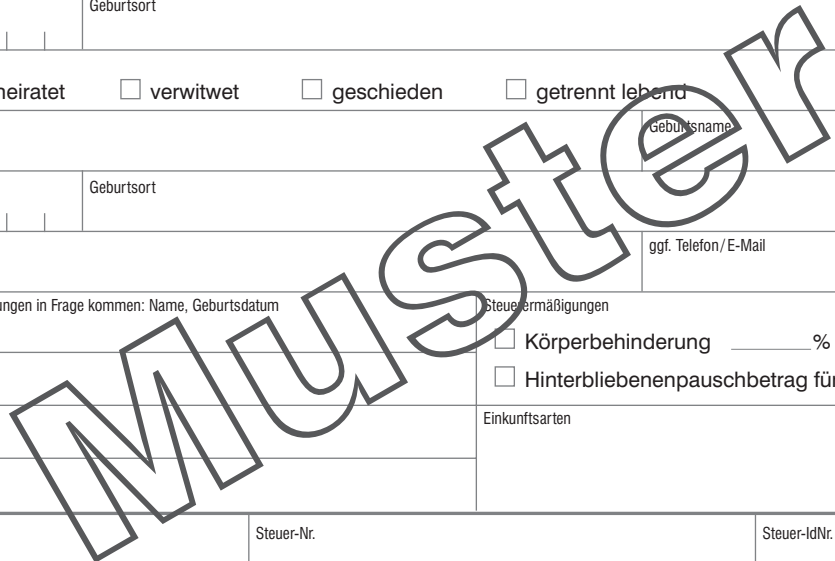 Geburtsort
heiratet verwitwet geschieden getrennt lebend
Geburtsname
Geburtsort
ggf. Telefon/E-Mail
ungen in Frage kommen: Name, Geburtsdatum
Steuerermäßigungen
Körperbehinderung ________%
Hinterbliebenenpauschbetrag für
Einkunftsarten
Steuer-Nr.
Steuer-IdNr.
Muster